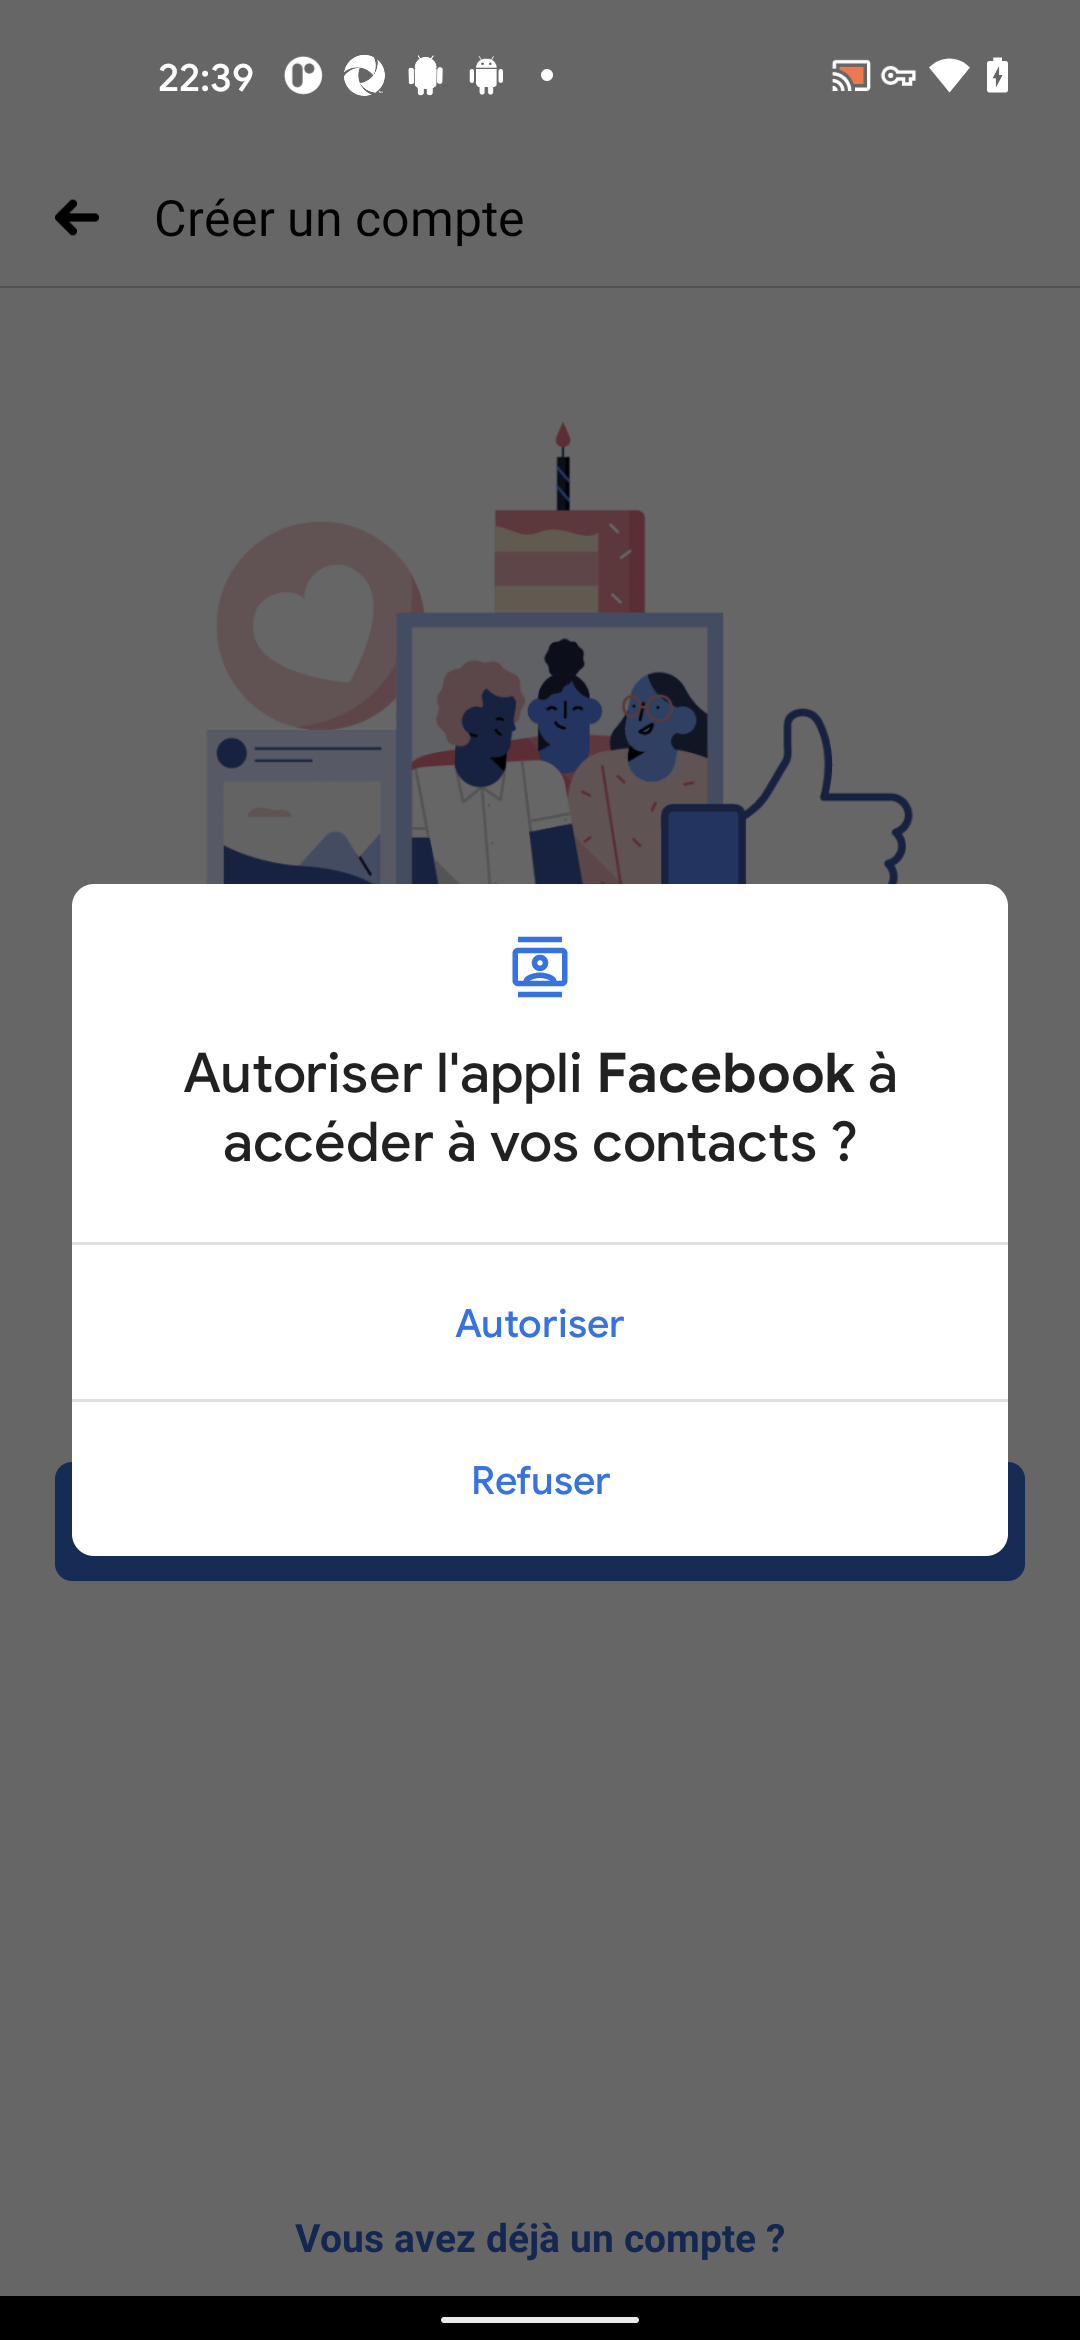 22:39
Créer un compte
Autoriser l'appli Facebook à
accéder à vos contacts ?
Autoriser
Refuser
Vous avez déjà un compte ?